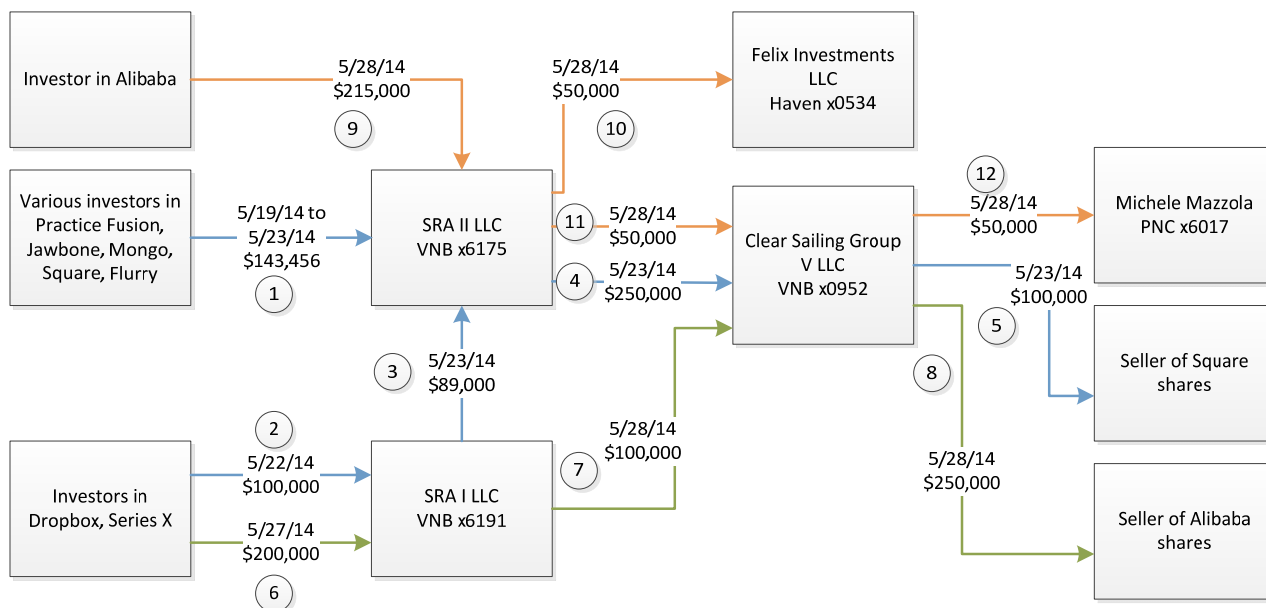 Investor in Alibaba
5/28/14
$215,000
9
5/28/14
$50,000
10
Felix Investments
LLC
Haven x0534
Various investors in
Practice Fusion,
Jawbone, Mongo,
Square, Flurry
5/19/14 to
5/23/14
$143,456
1
SRA II LLC
VNB x6175
11
5/28/14
$50,000
4
5/23/14
$250,000
Clear Sailing Group
V LLC
VNB x0952
12
5/28/14
$50,000
Michele Mazzola
PNC x6017
5/23/14
$100,000
5
Seller of Square
shares
3
5/23/14
$89,000
8
5/28/14
$250,000
Seller of Alibaba
shares
2
5/22/14
$100,000
Investors in
Dropbox, Series X
5/27/14
$200,000
6
SRA I LLC
VNB x6191
7
5/28/14
$100,000